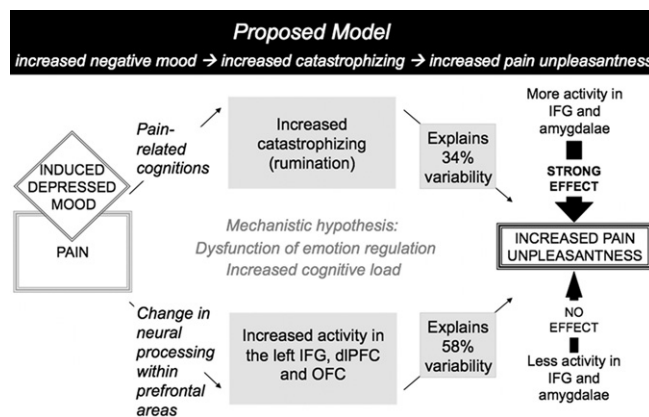 Proposed Model
increased negative mood → increased catastrophizing → increased pain unpleasantness
INDUCED
DEPRESSED
MOOD
PAIN
Pain-
related
cognitions
Increased
catastrophizing
(rumination)
Explains
34%
variability
More activity in
IFG and
amygdalae
STRONG
EFFECT
Mechanistic hypothesis:
Dysfunction of emotion regulation
Increased cognitive load
INCREASED PAIN
UNPLEASANTNESS
Change in
neural
processing
within
prefrontal
areas
Increased activity in
the left IFG, dlPFC
and OFC
Explains
58%
variability
NO
EFFECT
Less activity in
IFG and
amygdalae